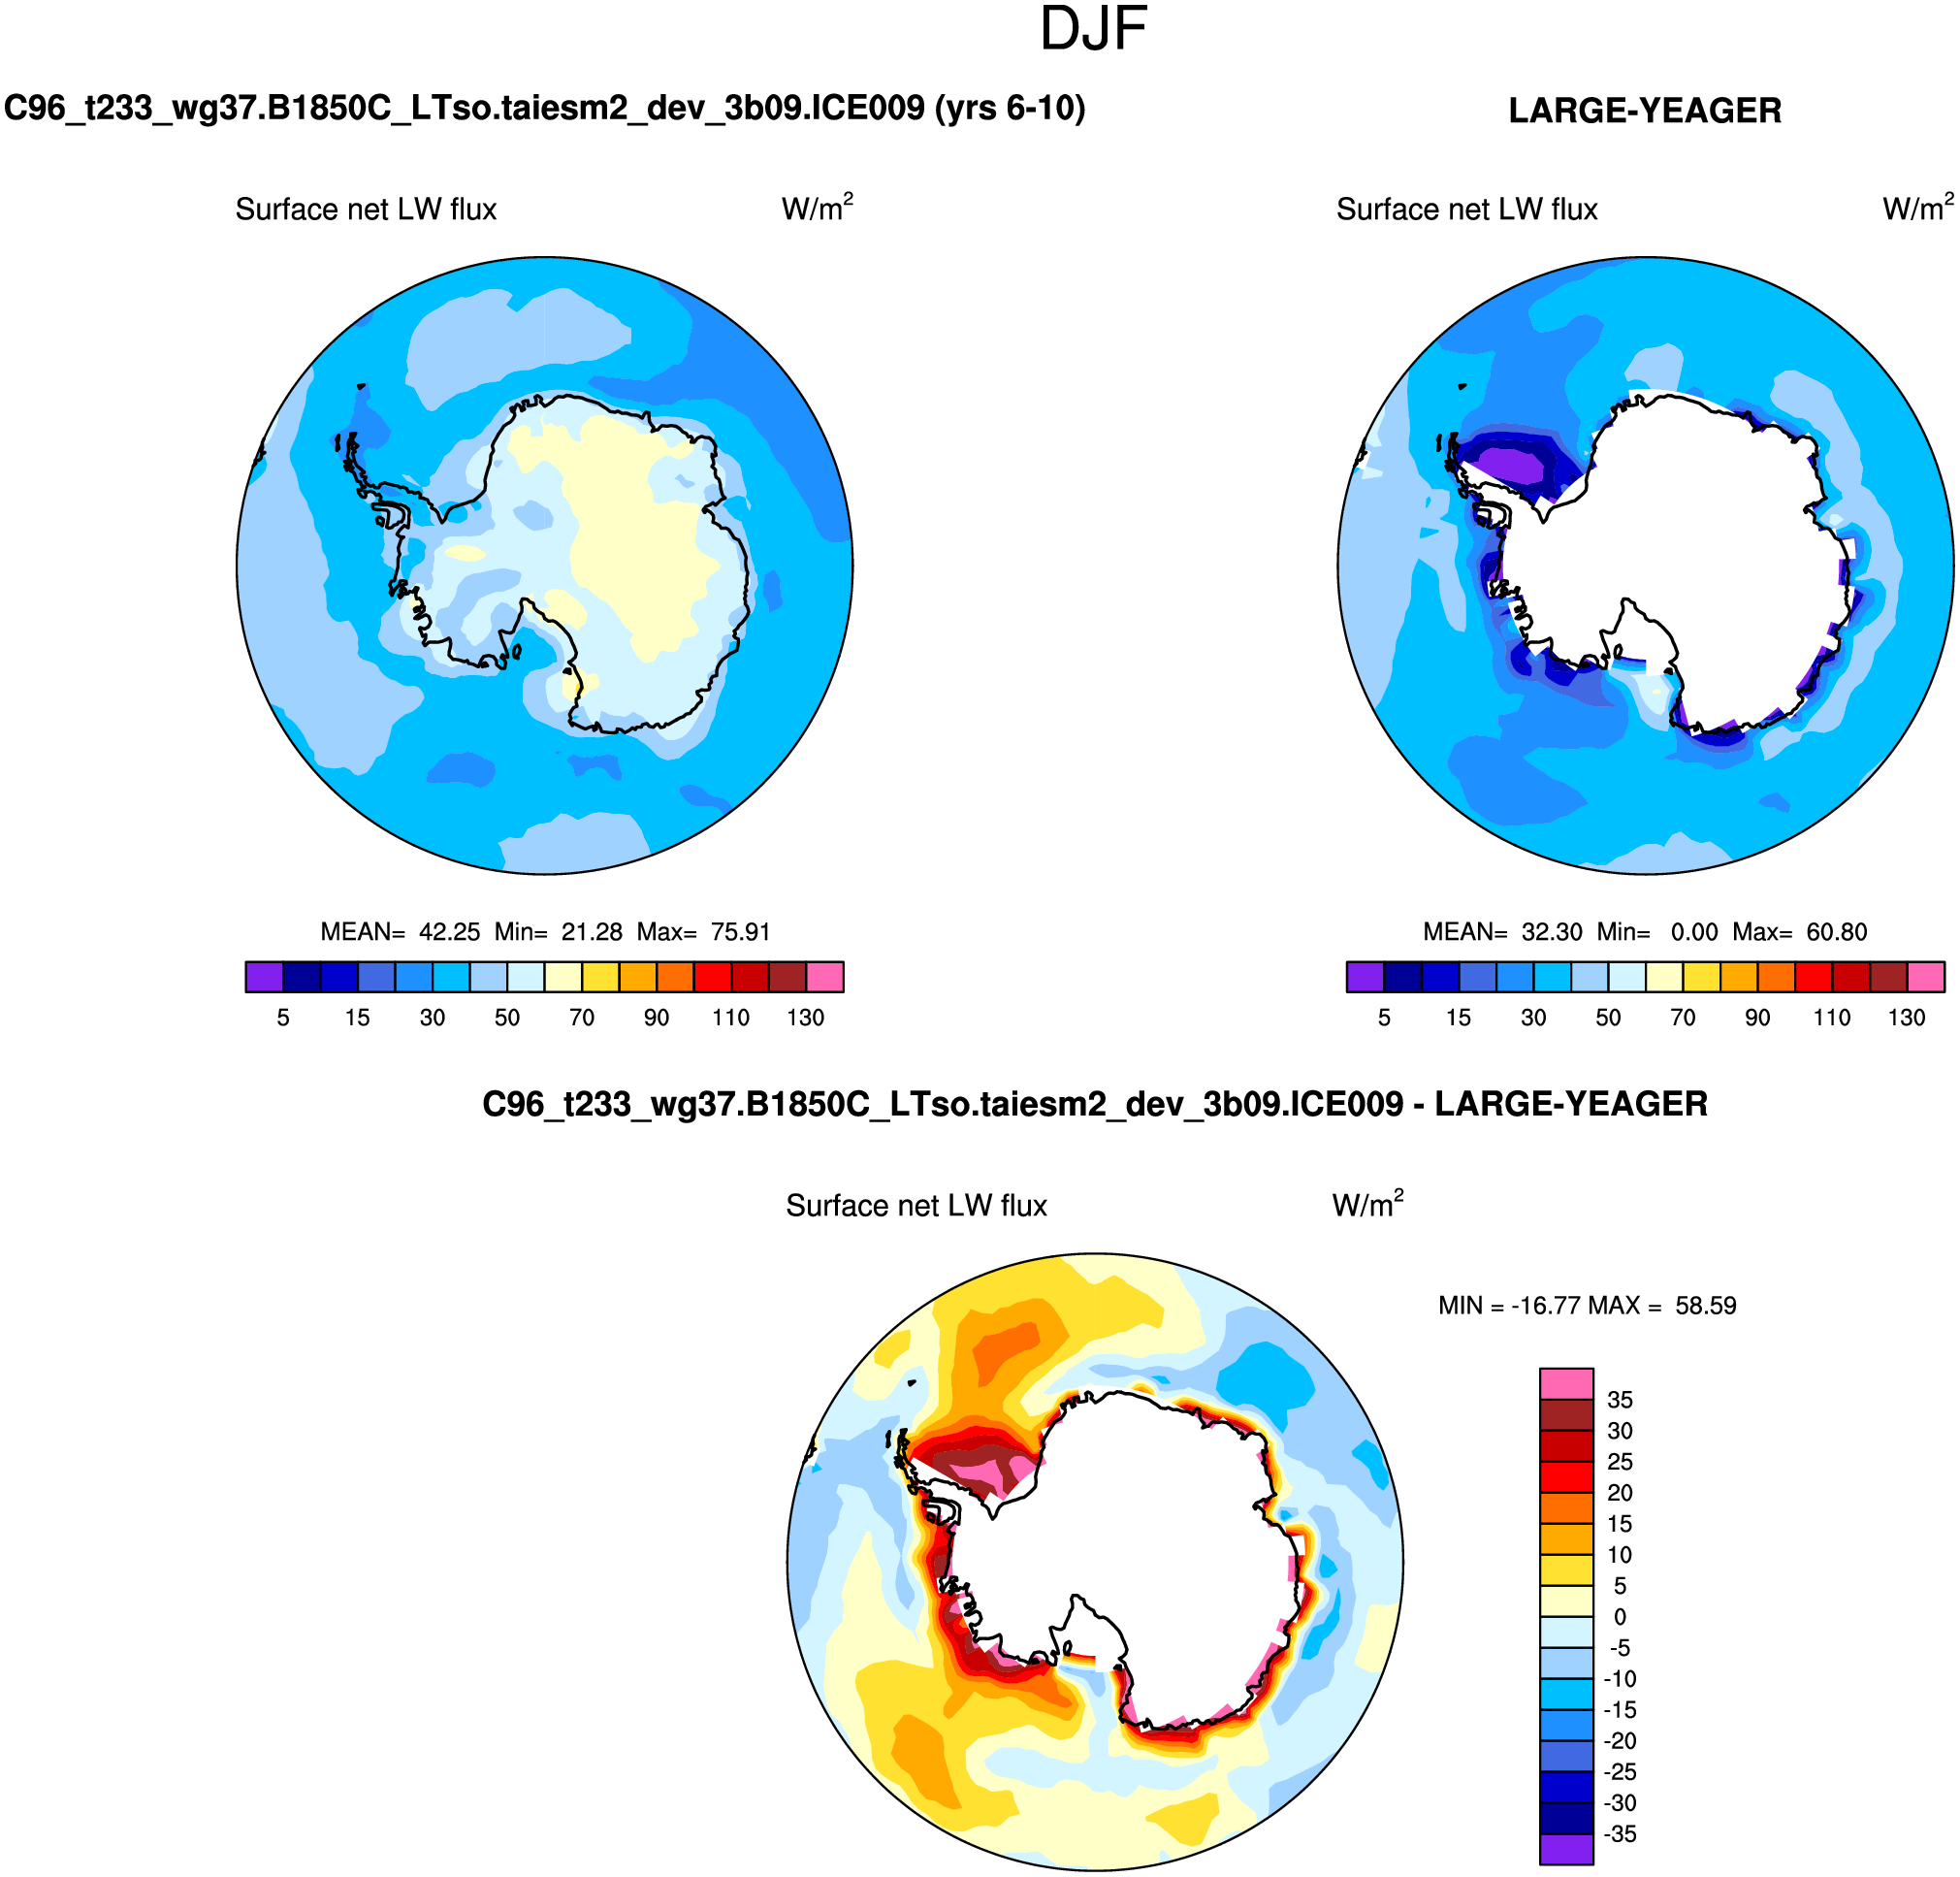 DJF
C96_t233_wg37.B1850C_LTso.taiesm2_dev_3b09.ICE009 (yrs 6-10)
LARGE-YEAGER
Surface net LW flux W/m²
Surface net LW flux W/m²
MEAN= 42.25 Min= 21.28 Max= 75.91
MEAN= 32.30 Min= 0.00 Max= 60.80
5 15 30 50 70 90 110 130
5 15 30 50 70 90 110 130
C96_t233_wg37.B1850C_LTso.taiesm2_dev_3b09.ICE009 - LARGE-YEAGER
Surface net LW flux W/m²
MIN = -16.77 MAX = 58.59
35
30
25
20
15
10
5
0
-5
-10
-15
-20
-25
-30
-35